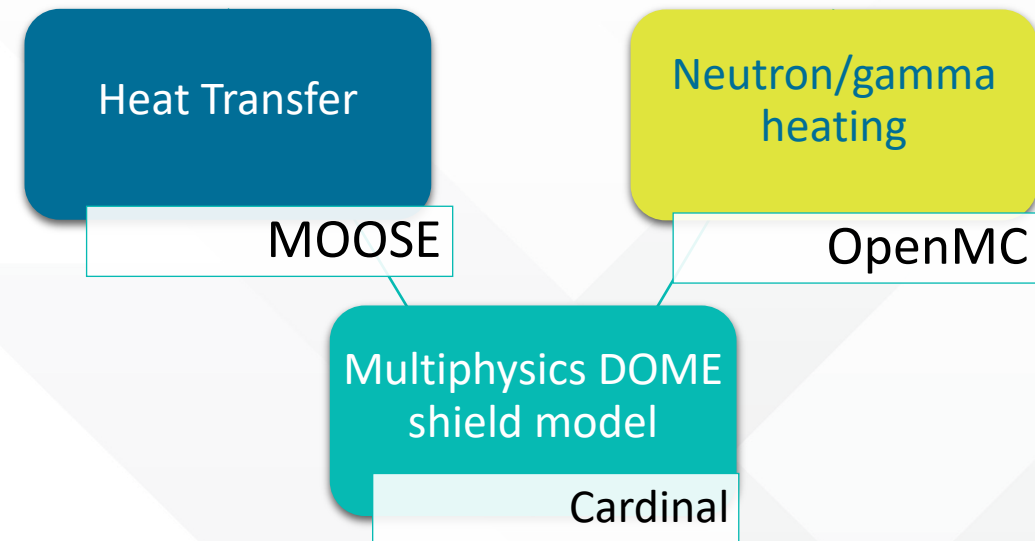 Heat Transfer
MOOSE
Neutron/gamma
heating
OpenMC
Multiphysics DOME
shield model
Cardinal